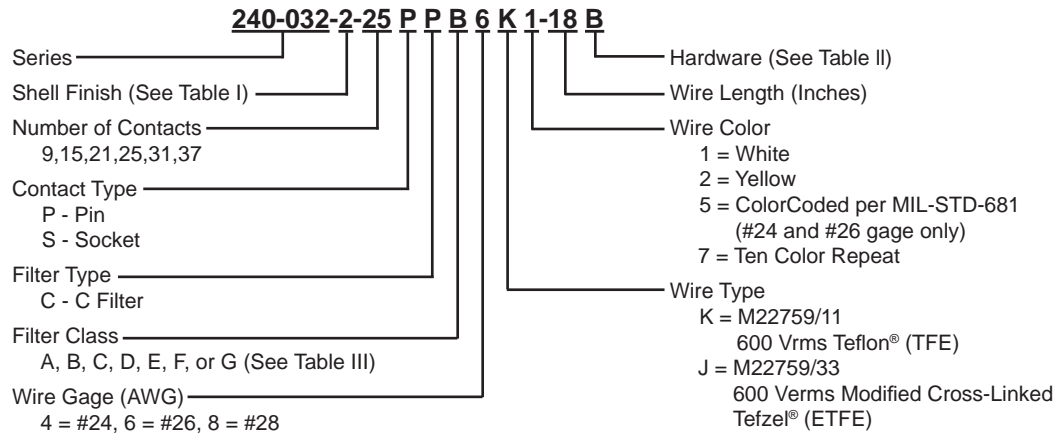 240-032-2-25 P P B 6 K 1-18 B
Series
Shell Finish (See Table I)
Number of Contacts
9,15,21,25,31,37
Contact Type
P - Pin
S - Socket
Filter Type
C - C Filter
Filter Class
A, B, C, D, E, F, or G (See Table III)
Wire Gage (AWG)
4 = #24, 6 = #26, 8 = #28
Hardware (See Table II)
Wire Length (Inches)
Wire Color
1 = White
2 = Yellow
5 = ColorCoded per MIL-STD-681
(#24 and #26 gage only)
7 = Ten Color Repeat
Wire Type
K = M22759/11
600 Vrms Teflon® (TFE)
J = M22759/33
600 Verms Modified Cross-Linked
Tefzel® (ETFE)